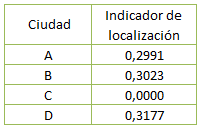 Ciudad Indicador de localización
A 0,2991
B 0,3023
C 0,0000
D 0,3177